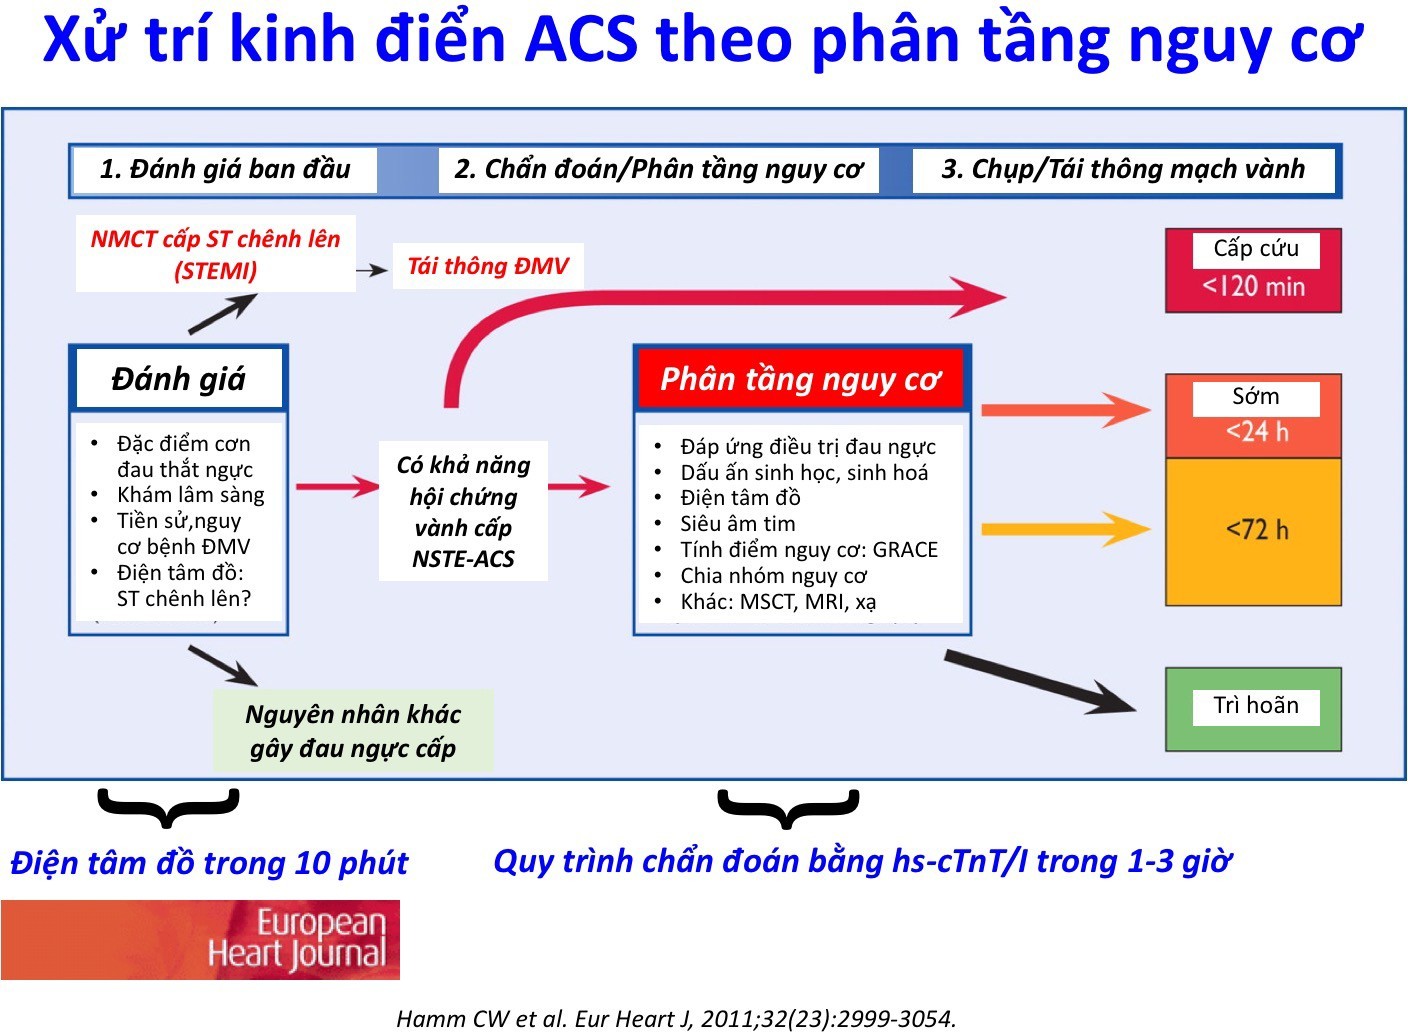 Xử trí kinh điển ACS theo phân tầng nguy cơ
1. Đánh giá ban đầu
2. Chẩn đoán/Phân tầng nguy cơ
3. Chụp/Tái thông mạch vành
NMCT cấp ST chênh lên
(STEMI)
Tái thông ĐMV
Cấp cứu
<120 min
Đánh giá
• Đặc điểm cơn
đau thắt ngực
• Khám lâm sàng
• Tiền sử,nguy
cơ bệnh ĐMV
• Điện tâm đồ:
ST chênh lên?
Có khả năng
hội chứng
vành cấp
NSTE-ACS
Phân tầng nguy cơ
• Đáp ứng điều trị đau ngực
• Dấu ấn sinh học, sinh hoá
• Điện tâm đồ
• Siêu âm tim
• Tính điểm nguy cơ: GRACE
• Chia nhóm nguy cơ
• Khác: MSCT, MRI, xạ
Sớm
<24 h
<72 h
Trì hoãn
Nguyên nhân khác
gây đau ngực cấp
Điện tâm đồ trong 10 phút
Quy trình chẩn đoán bằng hs-cTnT/I trong 1-3 giờ
European
Heart Journal
Hamm CW et al. Eur Heart J, 2011;32(23):2999-3054.